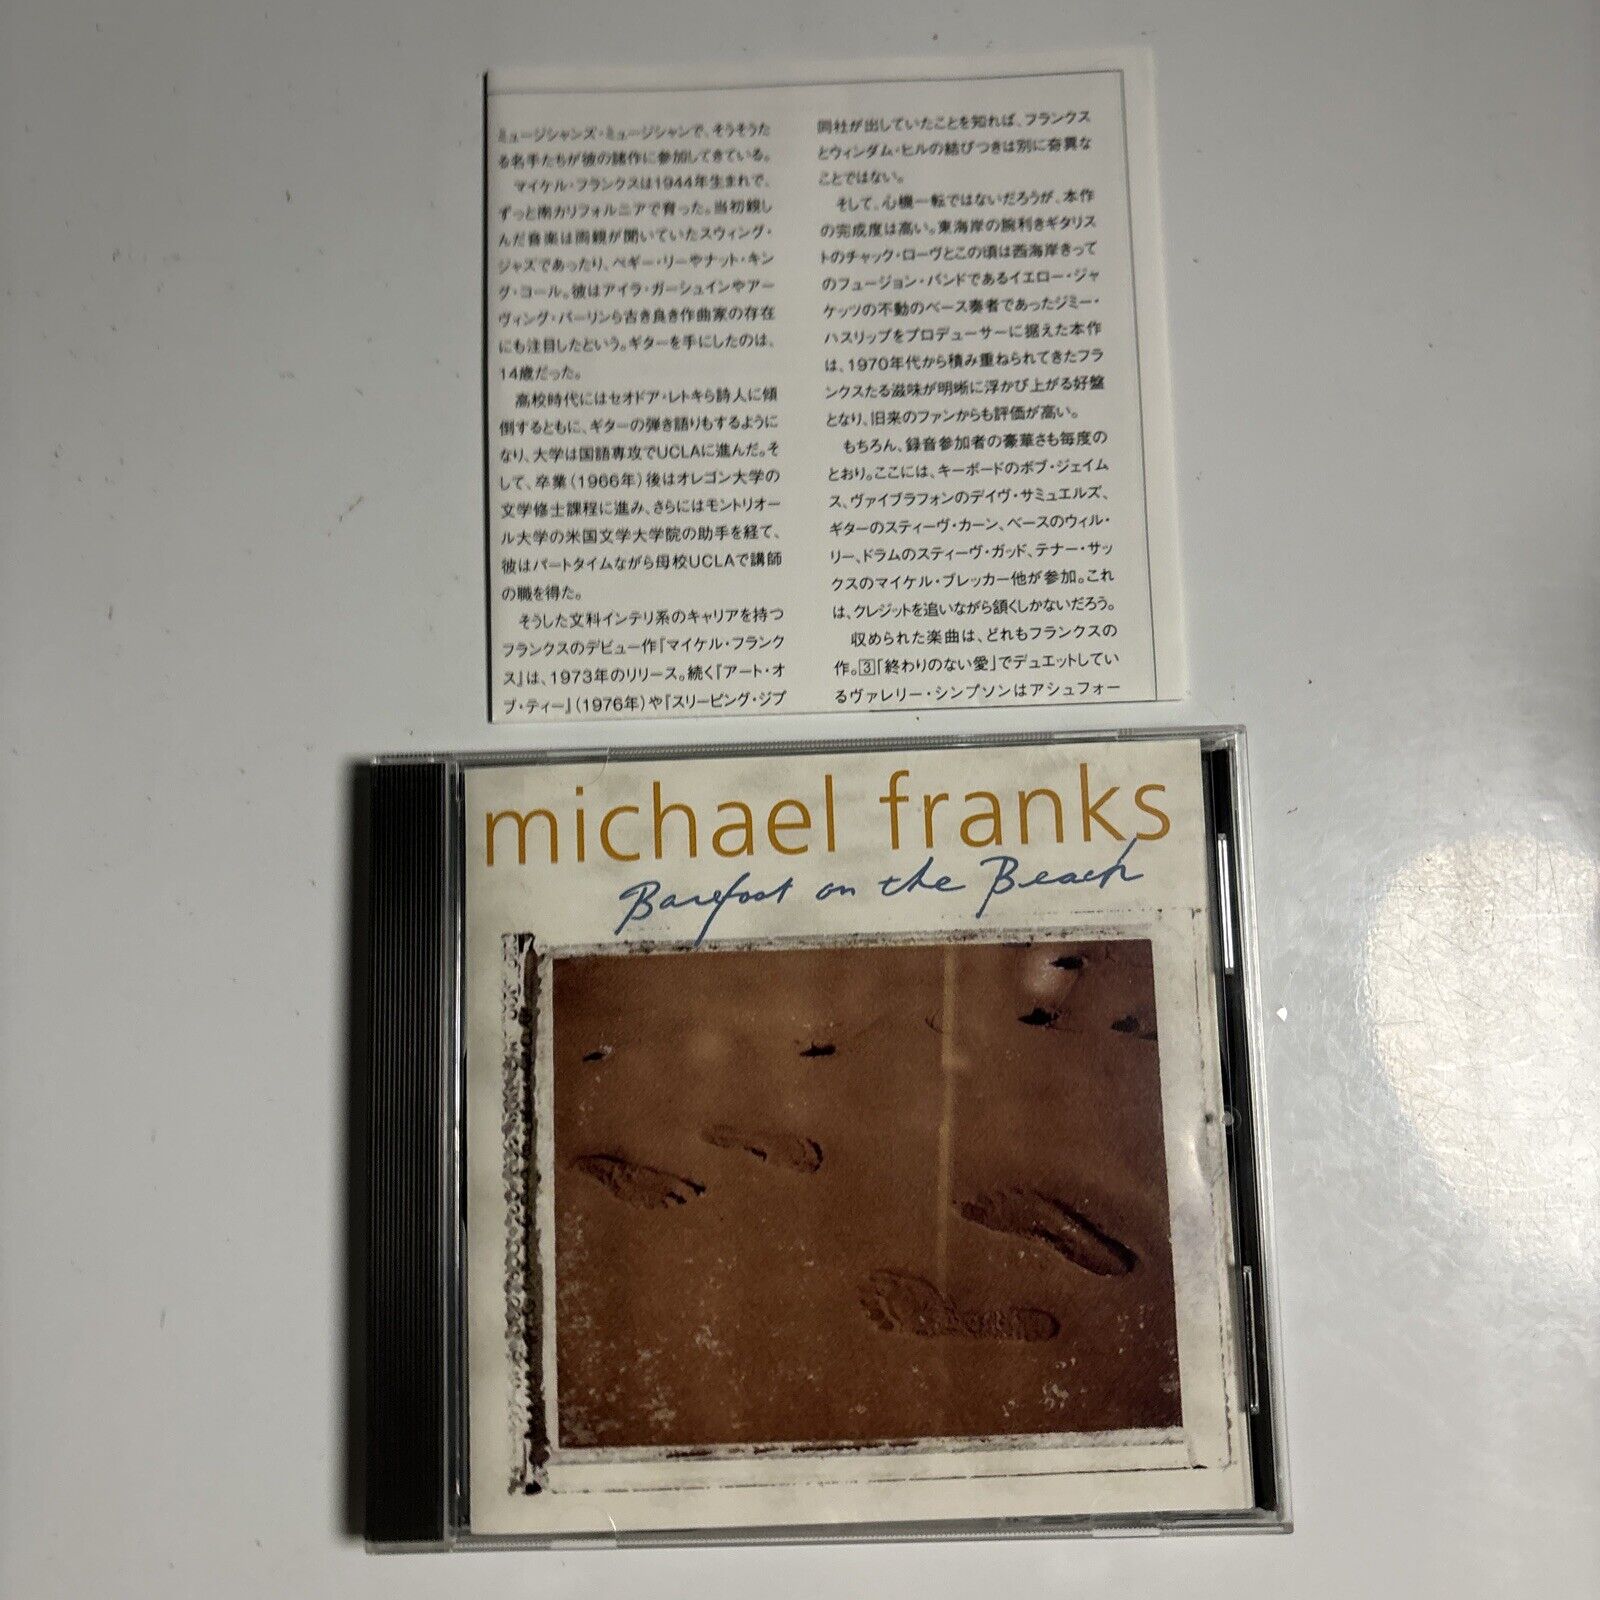 ミュージシャンズ・ミュージシャンで、そうそうた
る名手たちが彼の諸作に参加してきている。
マイケル・フランクスは1944年生まれで、
ずっと南カリフォルニアで育った。当初親し
んだ音楽は両親が聞いていたスウィング・
ジャズであったり、ペギー・リーやナット・キン
グ・コール。彼はアイラ・ガーシュインやアー
ヴィング・バーリンら古き良き作曲家の存在
にも注目したという。ギターを手にしたのは、
14歳だった。
高校時代にはセオドア・レトキら詩人に傾
倒するともに、ギターの弾き語りもするように
なり、大学は国語専攻でUCLAに進んだ。そ
して、卒業（1966年）後はオレゴン大学の
文学修士課程に進み、さらにはモントリオー
ル大学の米国文学大学院の助手を経て、
彼はパートタイムながら母校UCLAで講師
の職を得た。
そうした文科インテリ系のキャリアを持つ
フランクスのデビュー作『マイケル・フランク
ス』は、1973年のリリース。続く『アート・オ
ブ・ティー』（1976年）や『スリーピング・ジプ
同社が出していたことを知れば、フランクス
とウィンダム・ヒルの結びつきは別に奇異な
ことではない。
そして、心機一転ではないだろうが、本作
の完成度は高い。東海岸の腕利きギタリス
トのチャック・ローヴとこの頃は西海岸きって
のフュージョン・バンドであるイエロー・ジャ
ケッツの不動のベース奏者であったジミー・
ハスリップをプロデューサーに据えた本作
は、1970年代から積み重ねられてきたフラ
ンクスたる滋味が明晰に浮かび上がる好盤
となり、旧来のファンからも評価が高い。
もちろん、録音参加者の豪華さも毎度の
とおり。ここには、キーボードのボブ・ジェイム
ス、ヴァイブラフォンのデイヴ・サミュエルズ、
ギターのスティーヴ・カーン、ベースのウィル・
リー、ドラムのスティーヴ・ガッド、テナー・サッ
クスのマイケル・ブレッカー他が参加。これ
は、クレジットを追いながら頷くしかないだろう。
収められた楽曲は、どれもフランクスの
作。3「終わりのない愛」でデュエットしてい
るヴァレリー・シンプソンはアシュフォー
michael franks
Barefoot on the Beach